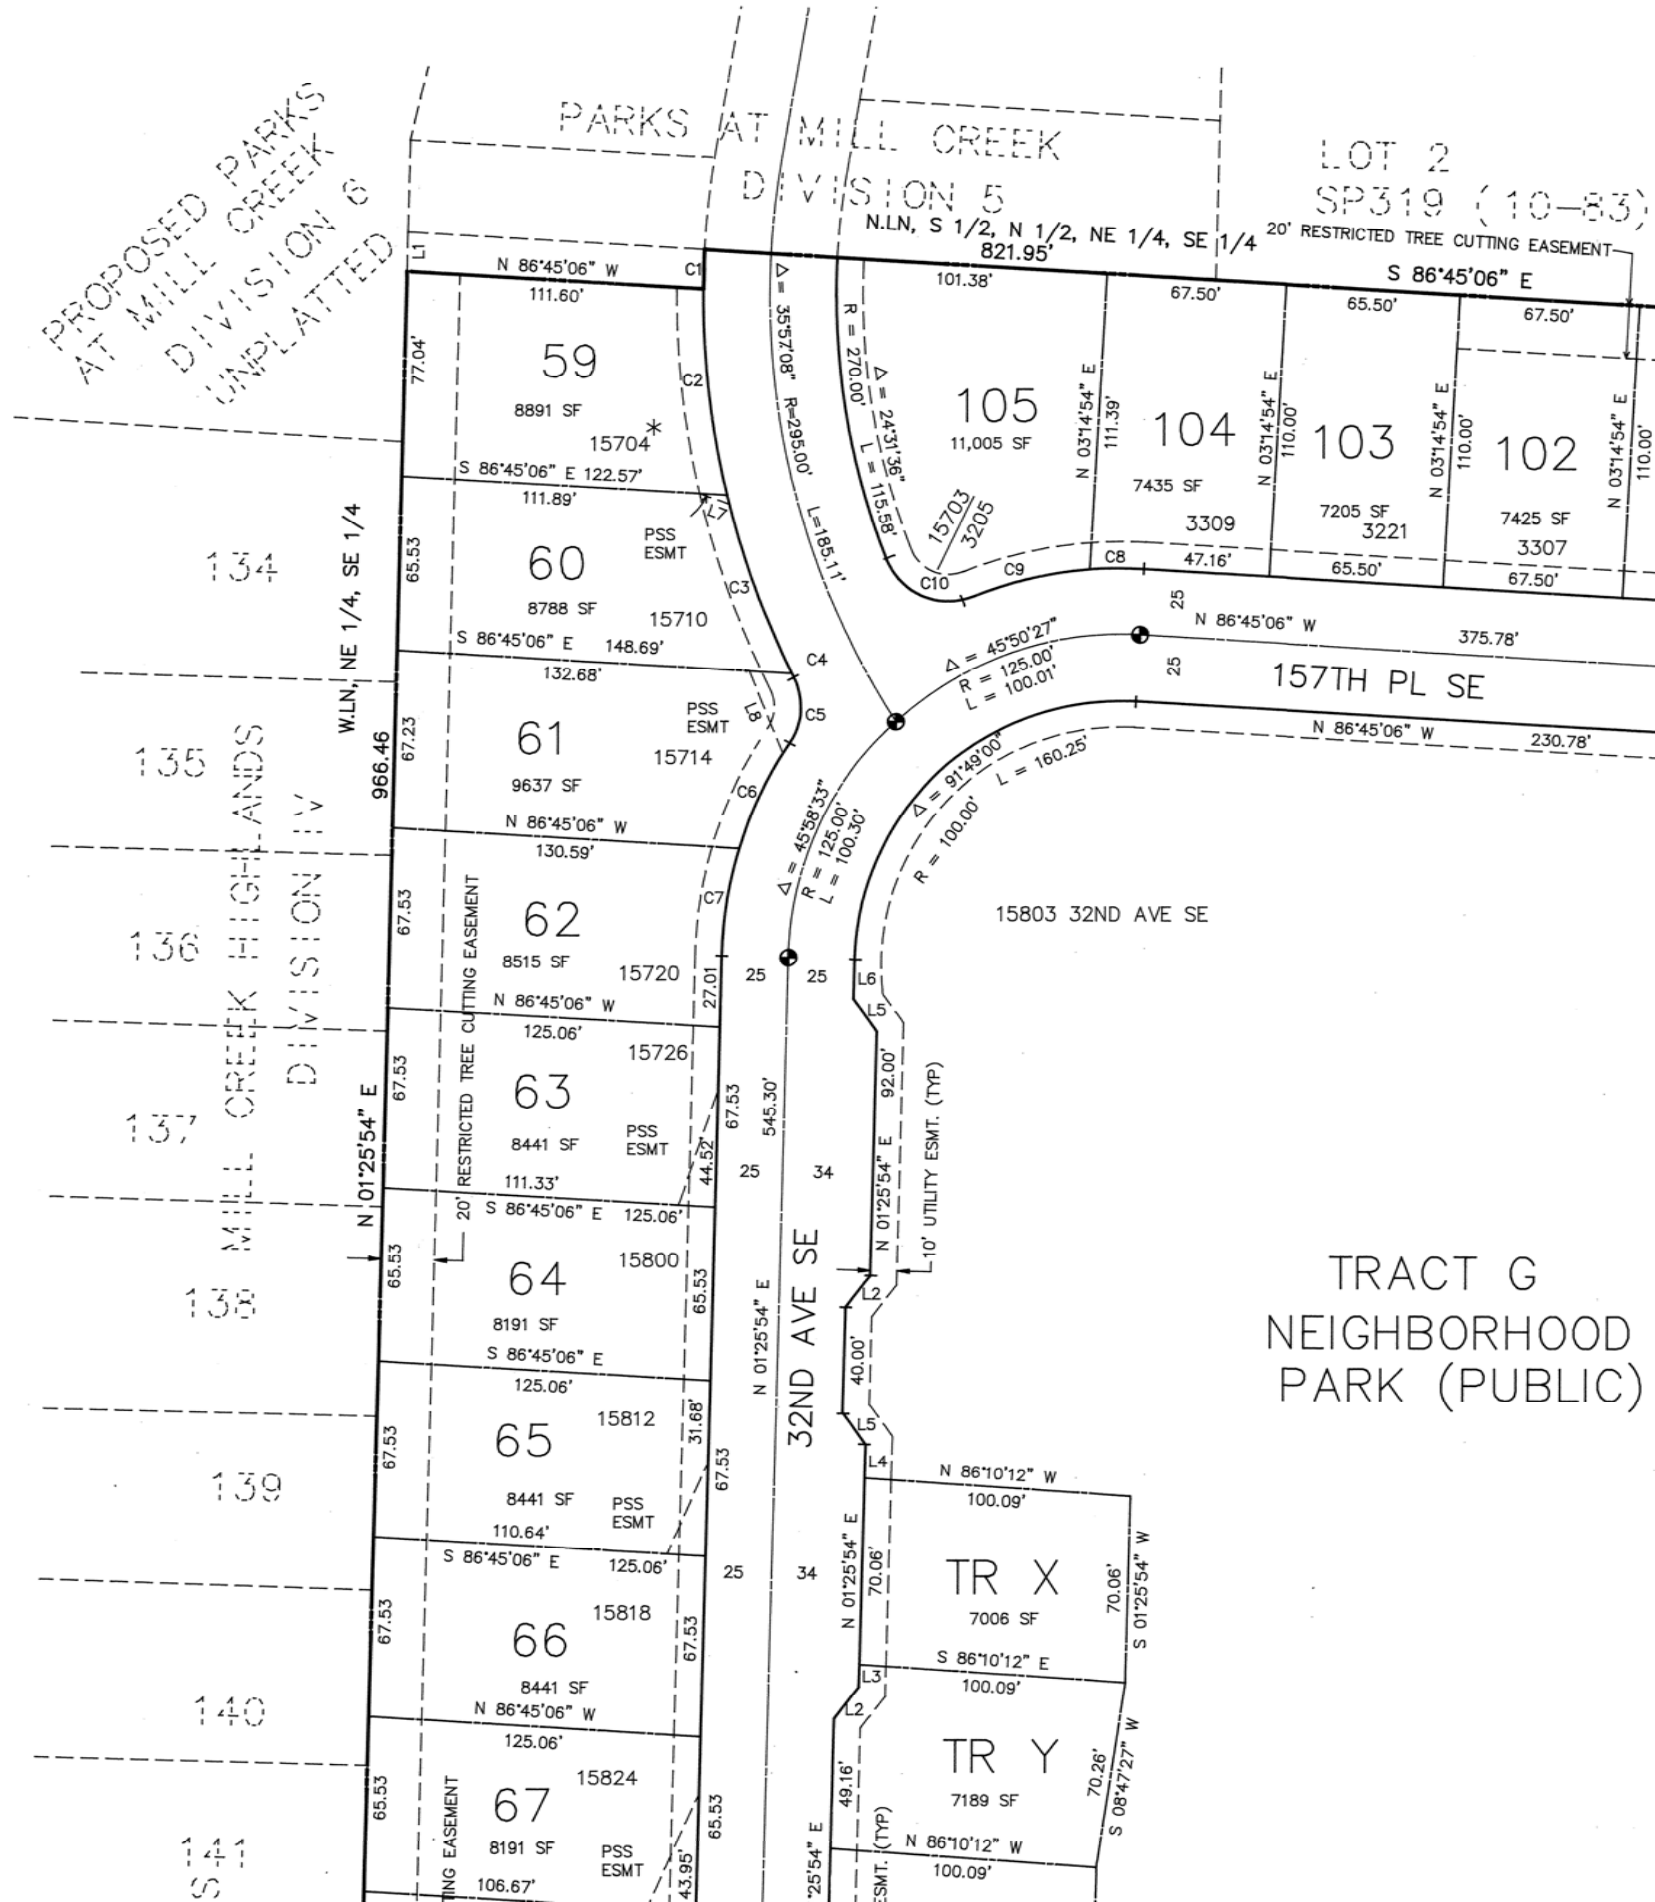 PROPOSED PARKS
AT MILL CREEK
DIVISION 6
UNPLATTED
PARKS AT MILL CREEK
DIVISION 5
LOT 2
SP319 (10-83)
N.LN, S 1/2, N 1/2, NE 1/4, SE 1/4
821.95'
20' RESTRICTED TREE CUTTING EASEMENT
S 86°45'06" E
L1
N 86°45'06" W
C1
111.60'
77.04'
59
8891 SF
15704*
C2
S 86°45'06" E 122.57'
111.89'
L7
Δ = 35°57'08" R=295.00' L=185.11'
R = 270.00'
Δ = 24°31'36"
L = 115.58'
101.38'
105
11,005 SF
15703
3205
N 03°14'54" E
111.39'
67.50'
104
7435 SF
3309
N 03°14'54" E
110.00'
65.50'
103
7205 SF
3221
N 03°14'54" E
110.00'
67.50'
102
7425 SF
3307
N 03°14'54" E
110.00'
C10
C9
C8
47.16'
65.50'
67.50'
134
W.LN, NE 1/4, SE 1/4
966.46
65.53
60
8788 SF
PSS
ESMT
C3
15710
S 86°45'06" E 148.69'
132.68'
C4
25
N 86°45'06" W
375.78'
25
157TH PL SE
Δ = 45°50'27"
R = 125.00'
L = 100.01'
N 86°45'06" W
230.78'
135
67.23
61
9637 SF
PSS
ESMT
L8
C5
15714
C6
N 86°45'06" W
130.59'
Δ = 45°58'33"
R = 125.00'
L = 100.30'
Δ = 91°49'00"
L = 160.25'
R = 100.00'
15803 32ND AVE SE
MILL CREEK HIGHLANDS
DIVISION IV
136
67.53
62
8515 SF
C7
15720
27.01
25
25
L6
L5
N 86°45'06" W
125.06'
20' RESTRICTED TREE CUTTING EASEMENT
137
N 01°25'54" E
67.53
63
8441 SF
15726
PSS
ESMT
67.53
44.52'
545.30'
25
34
92.00'
N 01°25'54" E
10' UTILITY ESMT. (TYP)
111.33'
S 86°45'06" E
125.06'
138
65.53
64
8191 SF
15800
65.53
N 01°25'54" E
32ND AVE SE
L2
40.00'
TRACT G
NEIGHBORHOOD
PARK (PUBLIC)
S 86°45'06" E
125.06'
139
67.53
65
8441 SF
15812
31.68'
67.53
PSS
ESMT
L5
L4
N 86°10'12" W
100.09'
110.64'
S 86°45'06" E
125.06'
25
34
N 01°25'54" E
70.06'
TR X
7006 SF
70.06'
S 01°25'54" W
140
67.53
66
8441 SF
15818
67.53
S 86°10'12" E
100.09'
L3
L2
N 86°45'06" W
125.06'
141
S
65.53
67
8191 SF
15824
65.53
PSS
ESMT
43.95'
106.67'
TING EASEMENT
49.16'
TR Y
7189 SF
70.26'
S 08°47'27" W
N 86°10'12" W
100.09'
°25'54" E
ESMT. (TYP)